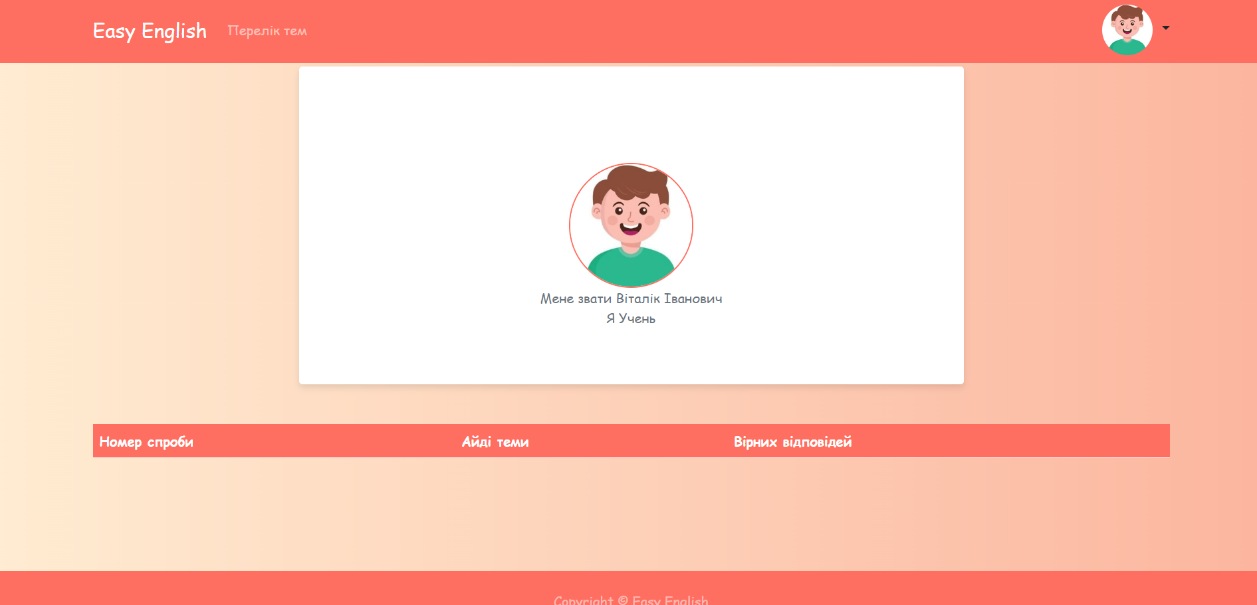 Easy English Перелік тем
Мене звати Віталік Іванович
Я Учень
Номер спроби Айді теми Вірних відповідей
Copyright © Easy English